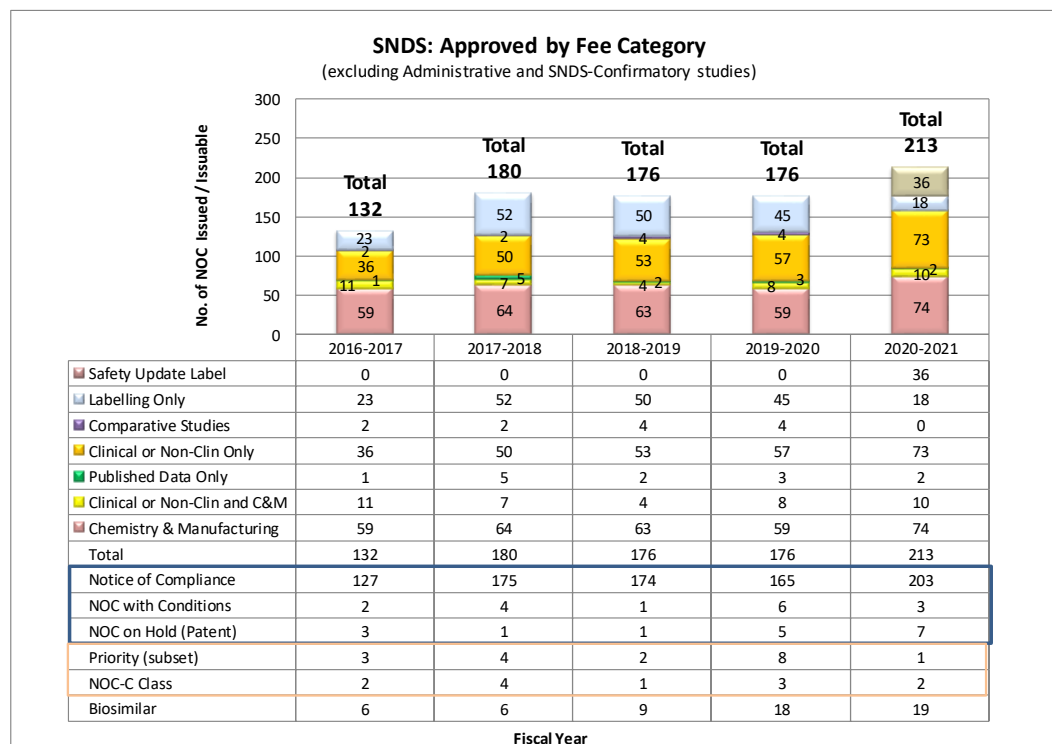 SNDS: Approved by Fee Category
(excluding Administrative and SNDS-Confirmatory studies)
No. of NOC Issued / Issuable
300
250
200
150
100
50
0
Total
132
23
2
36
11 1
59
Total
180
52
2
50
7 5
64
Total
176
50
4
53
4 2
63
Total
176
45
4
57
8 3
59
Total
213
36
18
73
10 2
74
2016-2017 2017-2018 2018-2019 2019-2020 2020-2021
Safety Update Label 0 0 0 0 36
Labelling Only 23 52 50 45 18
Comparative Studies 2 2 4 4 0
Clinical or Non-Clin Only 36 50 53 57 73
Published Data Only 1 5 2 3 2
Clinical or Non-Clin and C&M 11 7 4 8 10
Chemistry & Manufacturing 59 64 63 59 74
Total 132 180 176 176 213
Notice of Compliance 127 175 174 165 203
NOC with Conditions 2 4 1 6 3
NOC on Hold (Patent) 3 1 1 5 7
Priority (subset) 3 4 2 8 1
NOC-C Class 2 4 1 3 2
Biosimilar 6 6 9 18 19
Fiscal Year